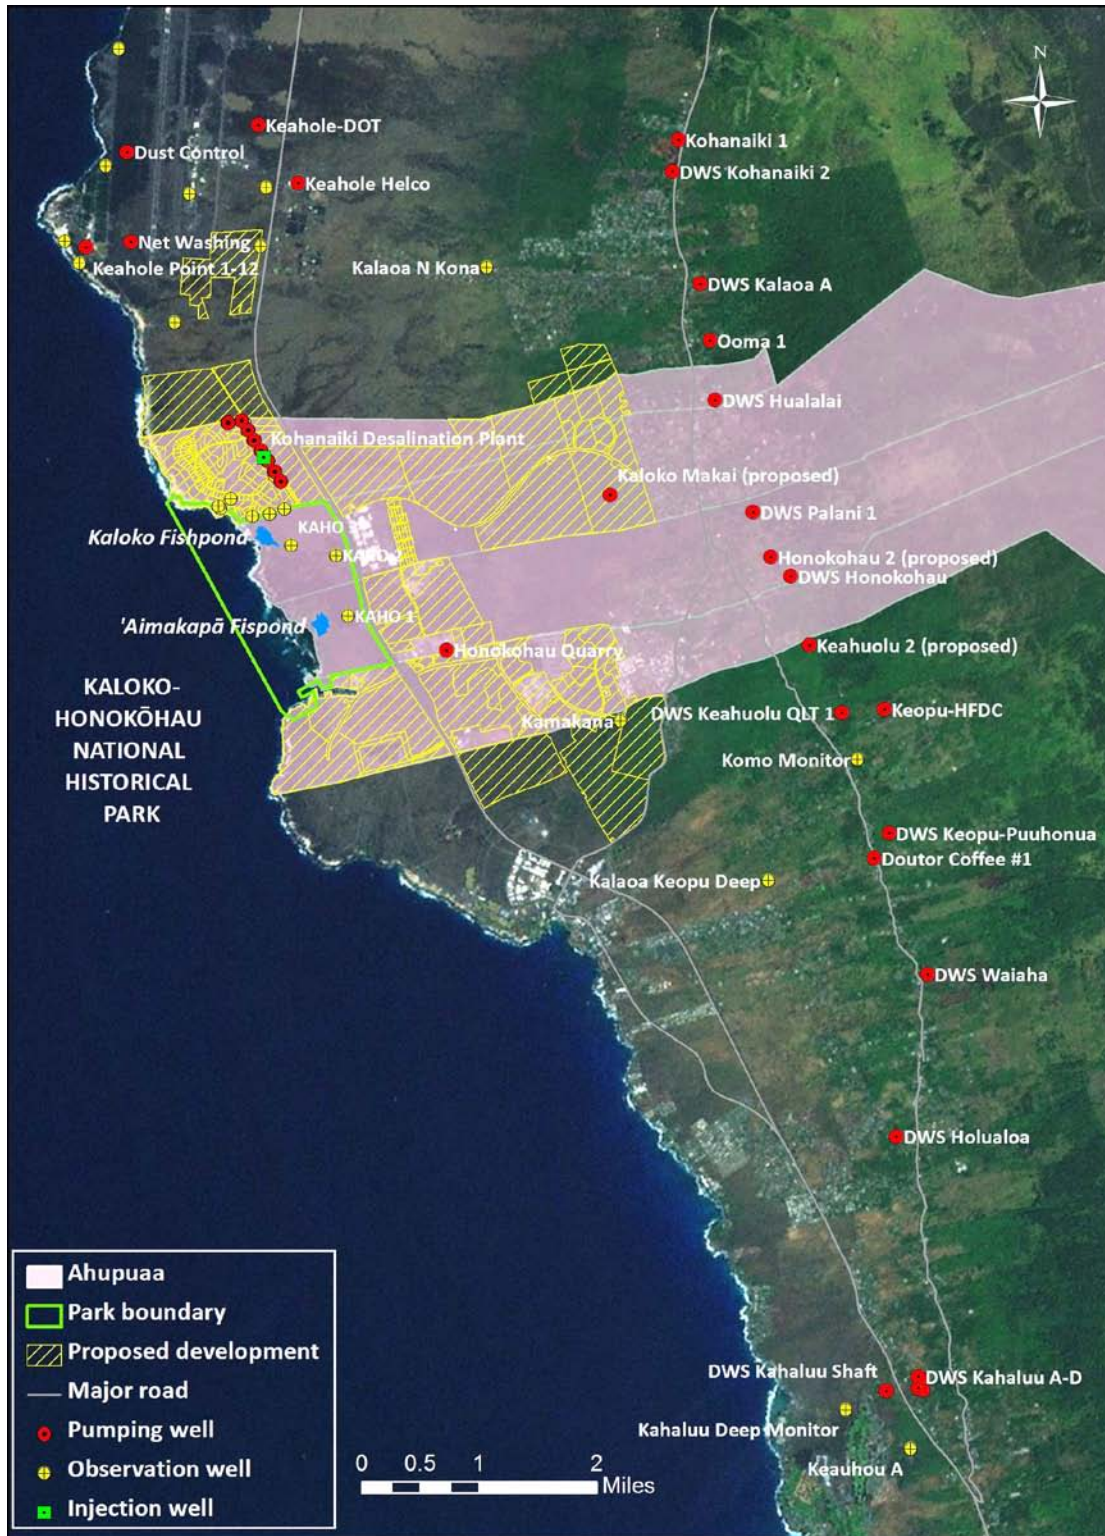 N
Keahole-DOT
Kohanaiki 1
Dust Control
DWS Kohanaiki 2
Keahole Helco
Net Washing
Kalaoa N Kona
Keahole Point 1-12
DWS Kalaoa A
Ooma 1
DWS Hualalai
Kohanaiki Desalination Plant
Kaloko Makai (proposed)
DWS Palani 1
KAHO
Kaloko Fishpond
KAHO 2
Honokohau 2 (proposed)
DWS Honokohau
KAHO 1
'Aimakapā Fispond
Honokohau Quarry
Keahuolu 2 (proposed)
KALOKO-
HONOKŌHAU
NATIONAL
HISTORICAL
PARK
Kamakana
DWS Keahuolu QLT 1
Keopu-HFDC
Komo Monitor
DWS Keopu-Puuhonua
Doutor Coffee #1
Kalaoa Keopu Deep
DWS Waiaha
DWS Holualoa
DWS Kahaluu Shaft
DWS Kahaluu A-D
Kahaluu Deep Monitor
Keauhou A
Ahupuaa
Park boundary
Proposed development
Major road
Pumping well
Observation well
Injection well
0 0.5 1 2
Miles